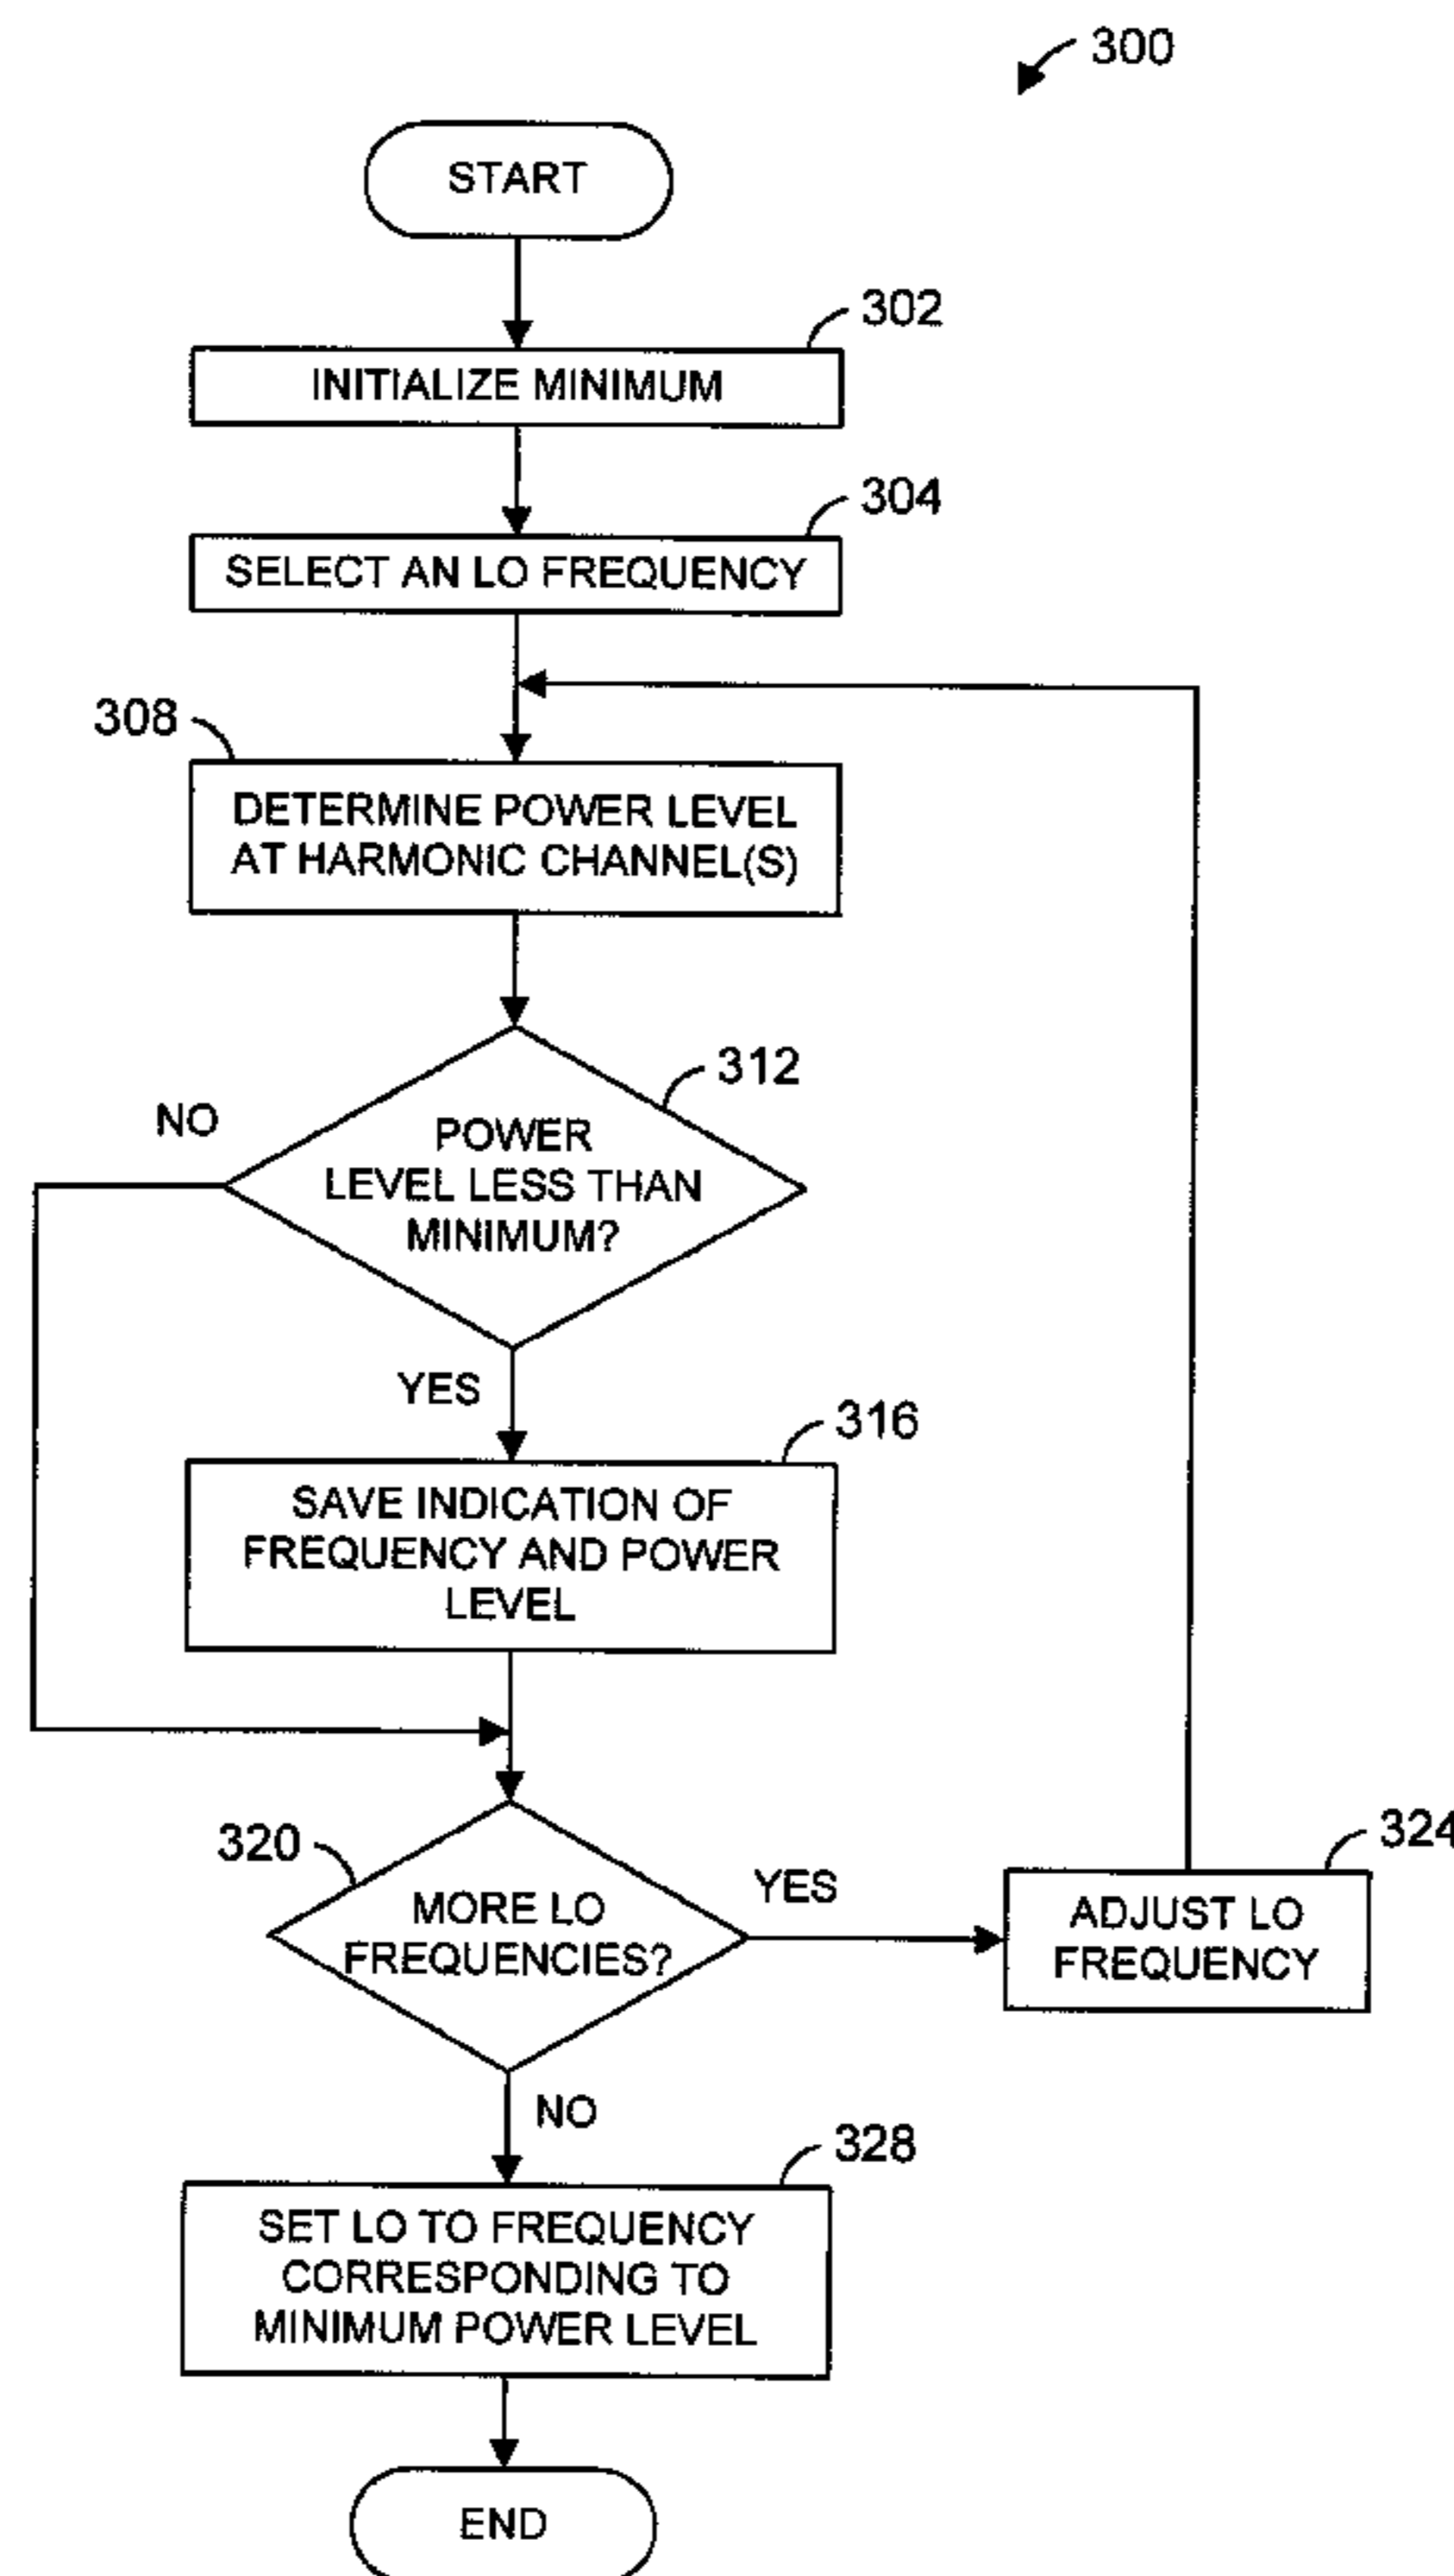 300
START
302
INITIALIZE MINIMUM
304
SELECT AN LO FREQUENCY
308
DETERMINE POWER LEVEL
AT HARMONIC CHANNEL(S)
312
NO
POWER
LEVEL LESS THAN
MINIMUM?
YES
316
SAVE INDICATION OF
FREQUENCY AND POWER
LEVEL
320
MORE LO
FREQUENCIES?
YES
324
ADJUST LO
FREQUENCY
NO
328
SET LO TO FREQUENCY
CORRESPONDING TO
MINIMUM POWER LEVEL
END